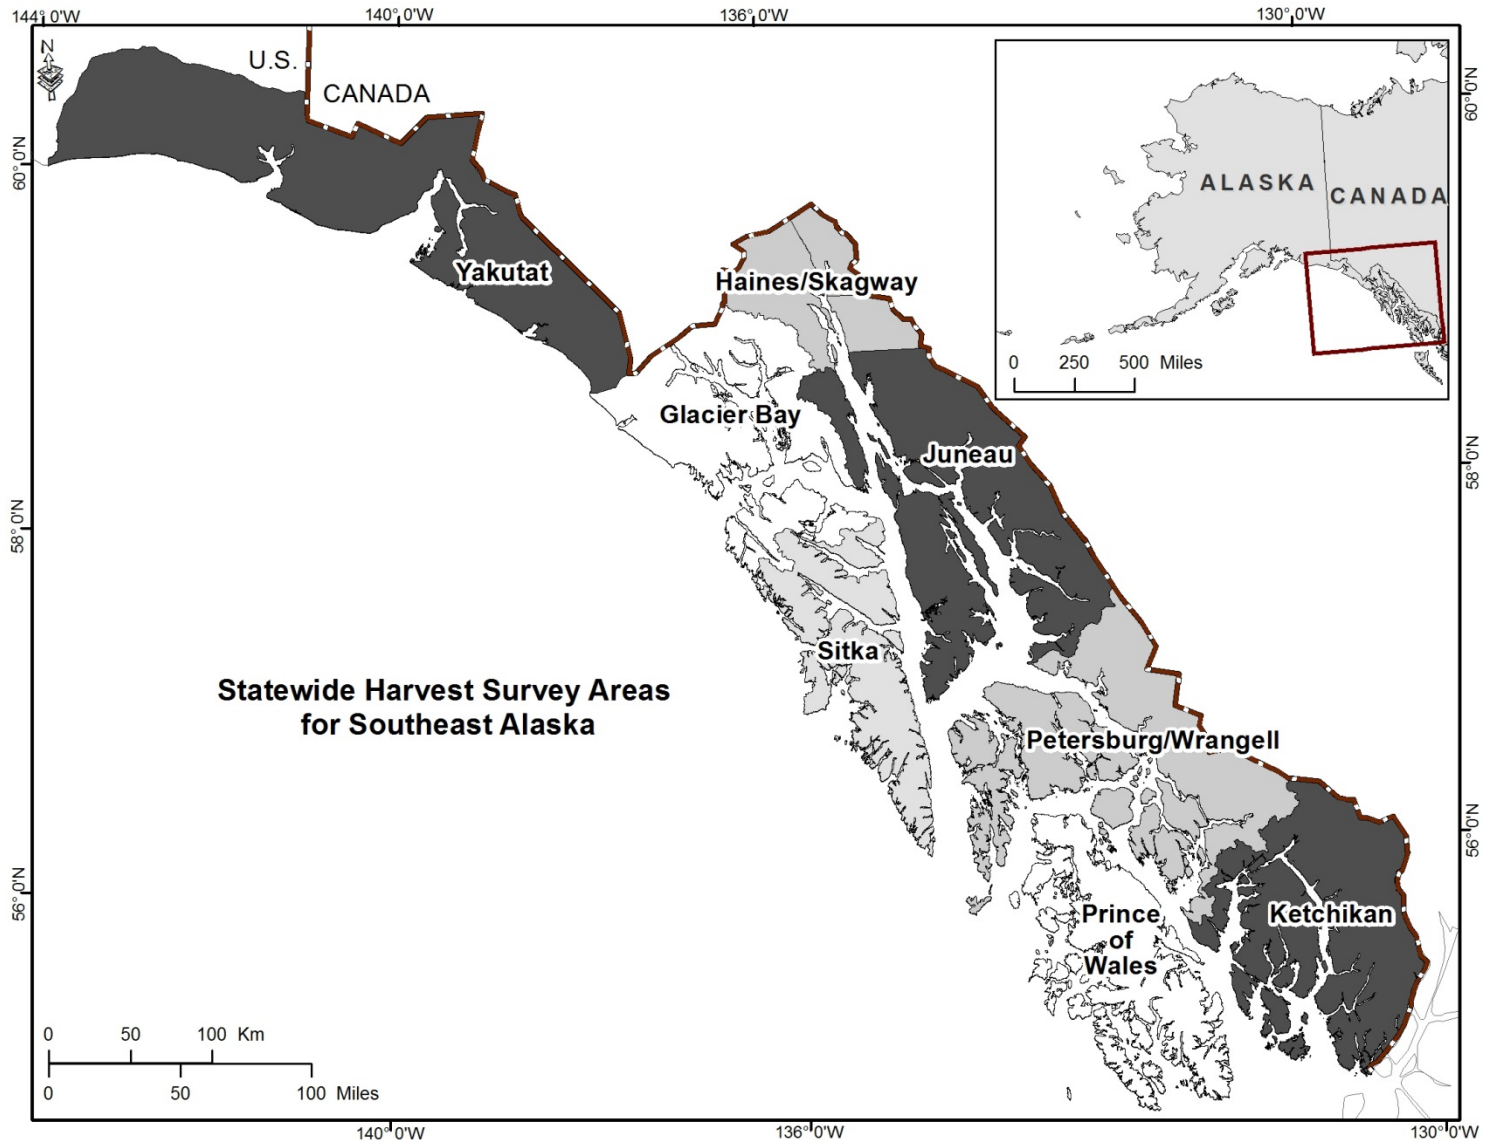 144° 0'W
140° 0'W
136° 0'W
130° 0'W
N
U.S.
CANADA
60° 0'N
60° 0'N
ALASKA
CANADA
0 250 500 Miles
Yakutat
Haines/Skagway
Glacier Bay
Juneau
58° 0'N
58° 0'N
Sitka
Statewide Harvest Survey Areas
for Southeast Alaska
Petersburg/Wrangell
56° 0'N
56° 0'N
Prince
of
Wales
Ketchikan
0 50 100 Km
0 50 100 Miles
140° 0'W
136° 0'W
130° 0'W